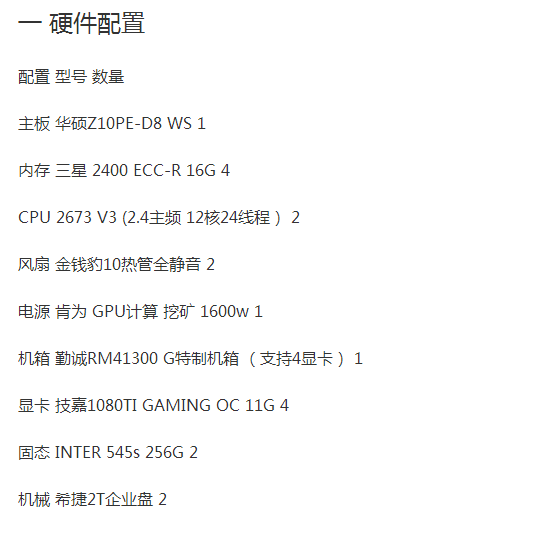 一 硬件配置
配置 型号 数量
主板 华硕Z10PE-D8 WS 1
内存 三星 2400 ECC-R 16G 4
CPU 2673 V3 (2.4主频 12核24线程 ） 2
风扇 金钱豹10热管全静音 2
电源 肯为 GPU计算 挖矿 1600w 1
机箱 勤诚RM41300 G特制机箱 （支持4显卡 ） 1
显卡 技嘉1080TI GAMING OC 11G 4
固态 INTER 545s 256G 2
机械 希捷2T企业盘 2